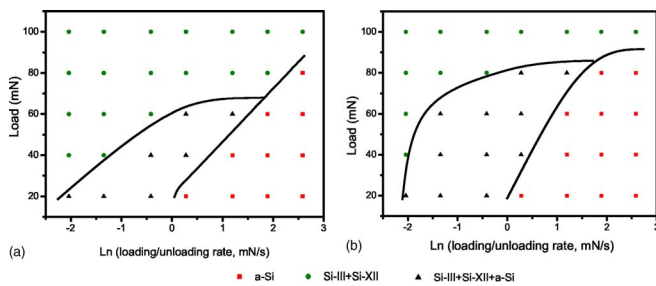 100
80
60
40
20
Load (mN)
-2
-1
0
1
2
3
Ln (loading/unloading rate, mN/s)
(a)
100
80
60
40
20
Load (mN)
-2
-1
0
1
2
3
Ln (loading/unloading rate, mN/s)
(b)
a-Si
Si-III+Si-XII
Si-III+Si-XII+a-Si